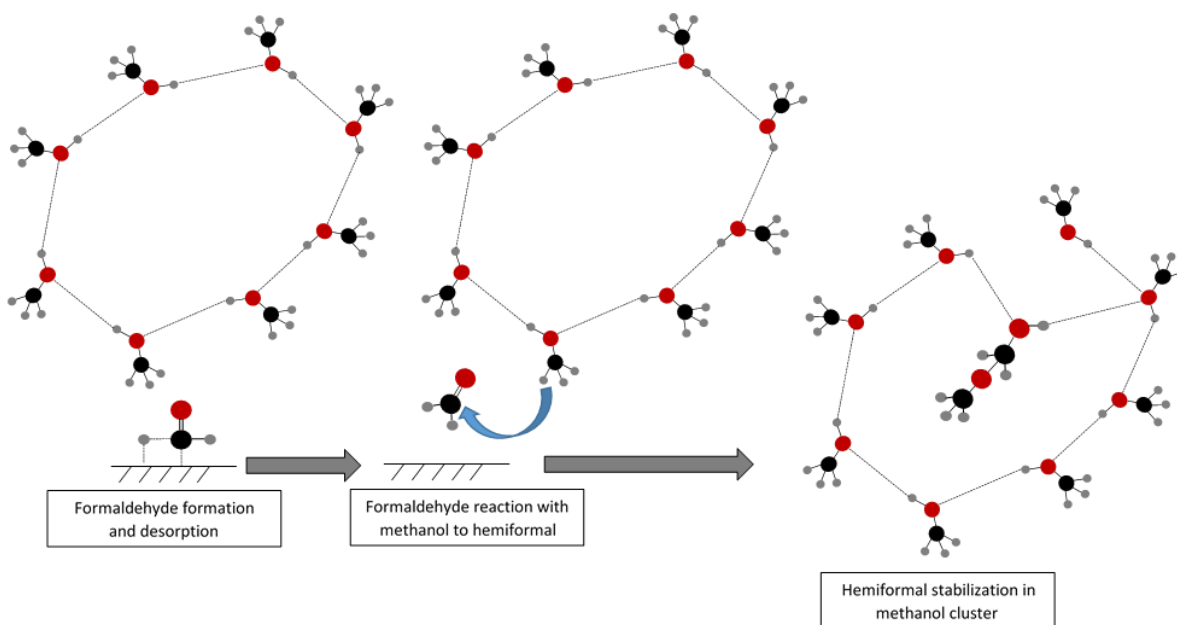 Formaldehyde formation
and desorption
Formaldehyde reaction with
methanol to hemiformal
Hemiformal stabilization in
methanol cluster